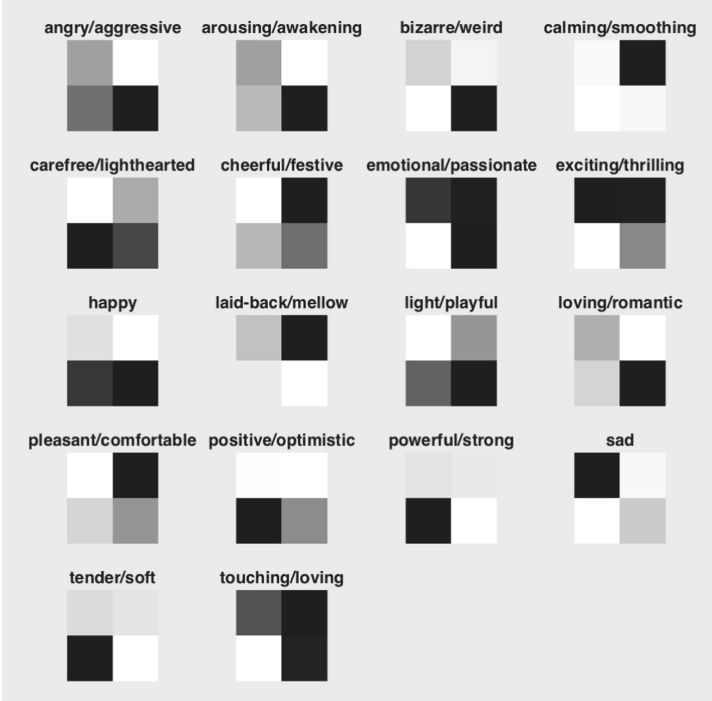 angry/aggressive arousing/awakening bizarre/weird calming/smoothing
carefree/lighthearted cheerful/festive emotional/passionate exciting/thrilling
happy laid-back/mellow light/playful loving/romantic
pleasant/comfortable positive/optimistic powerful/strong sad
tender/soft touching/loving